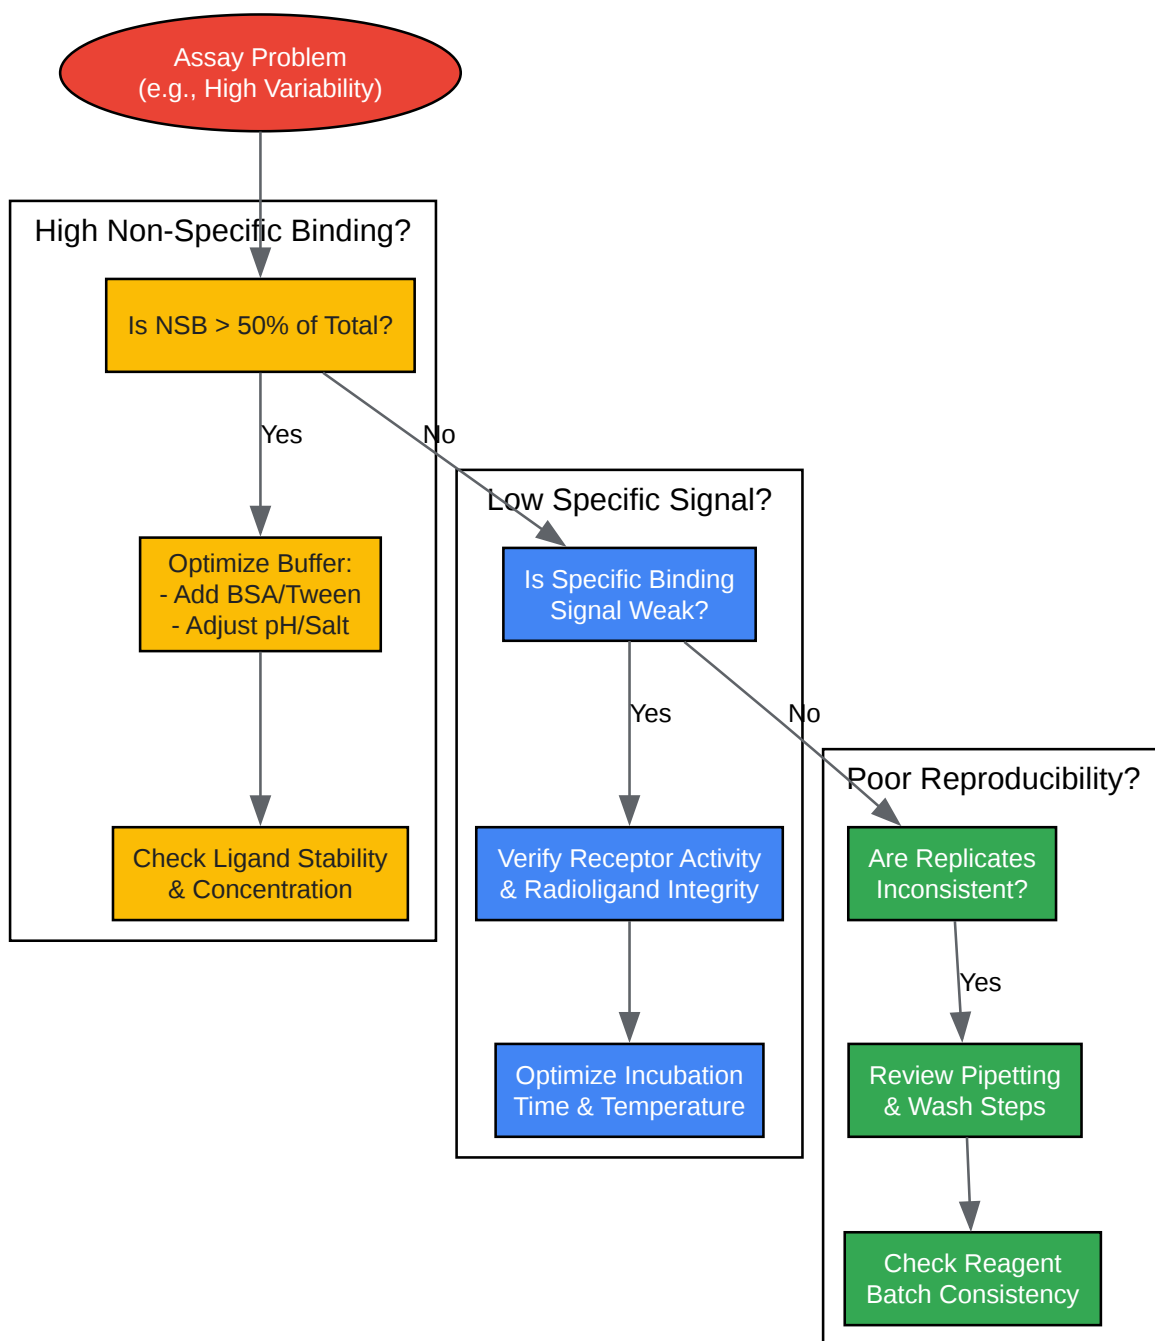 Assay Problem
(e.g., High Variability)
High Non-Specific Binding?
Is NSB > 50% of Total?
Yes
No
Optimize Buffer:
- Add BSA/Tween
- Adjust pH/Salt
Check Ligand Stability
& Concentration
Low Specific Signal?
Is Specific Binding
Signal Weak?
Yes
No
Verify Receptor Activity
& Radioligand Integrity
Optimize Incubation
Time & Temperature
Poor Reproducibility?
Are Replicates
Inconsistent?
Yes
Review Pipetting
& Wash Steps
Check Reagent
Batch Consistency